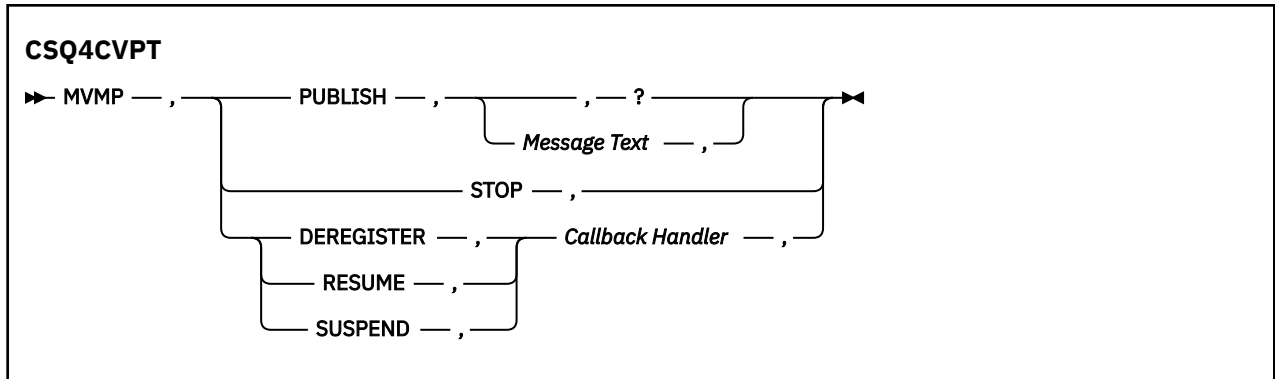 CSQ4CVPT
MVMP , PUBLISH , , ?
Message Text ,
STOP ,
DEREGISTER , Callback Handler ,
RESUME ,
SUSPEND ,